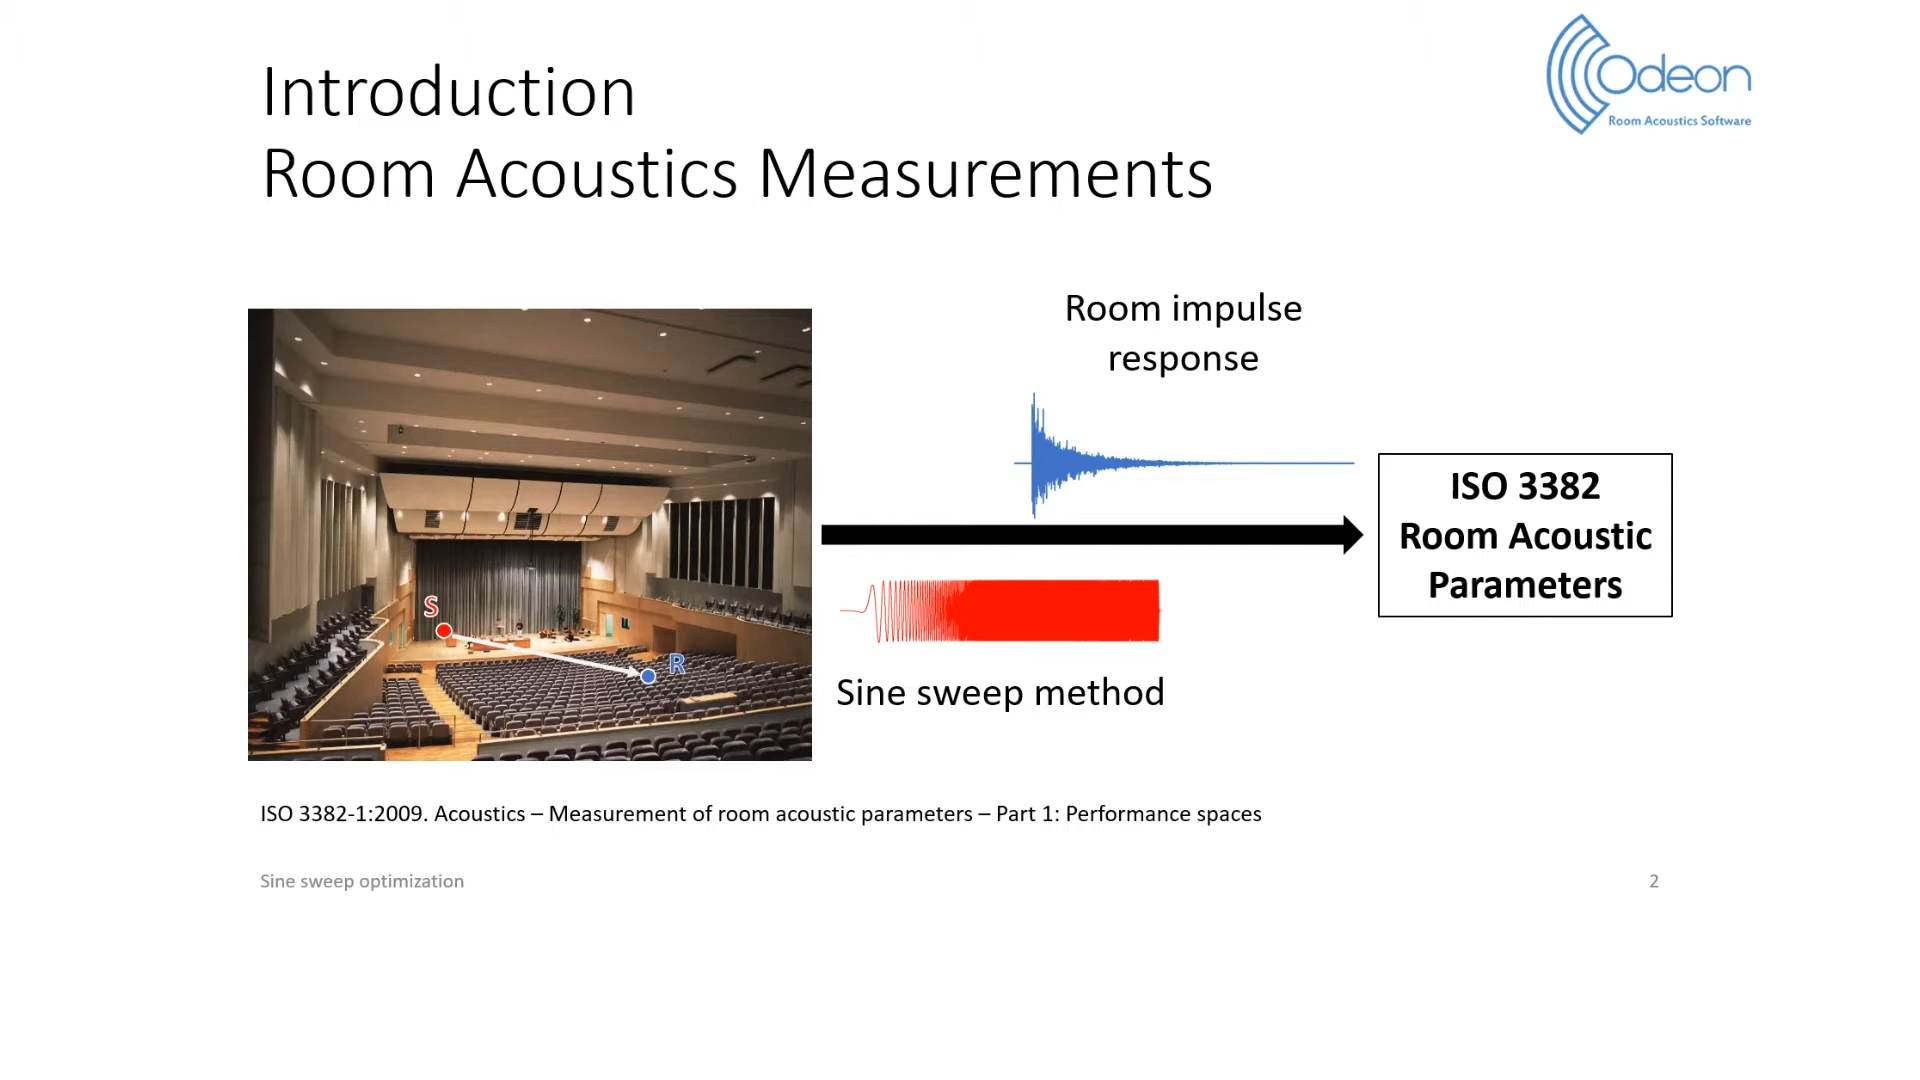 Odeon
Room Acoustics Software
Introduction
Room Acoustics Measurements
Room impulse
response
ISO 3382
Room Acoustic
Parameters
S
R
Sine sweep method
ISO 3382-1:2009. Acoustics – Measurement of room acoustic parameters – Part 1: Performance spaces
Sine sweep optimization
2